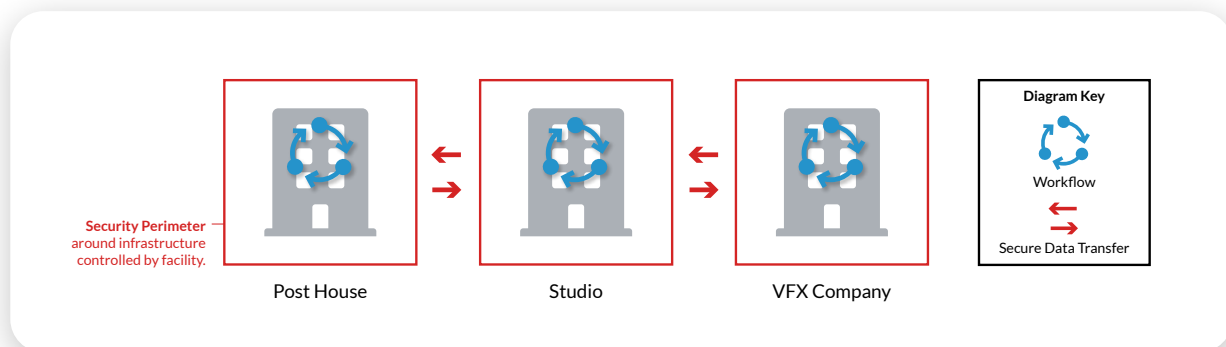 Security Perimeter
around infrastructure
controlled by facility.
Post House
Studio
VFX Company
Diagram Key
Workflow
Secure Data Transfer